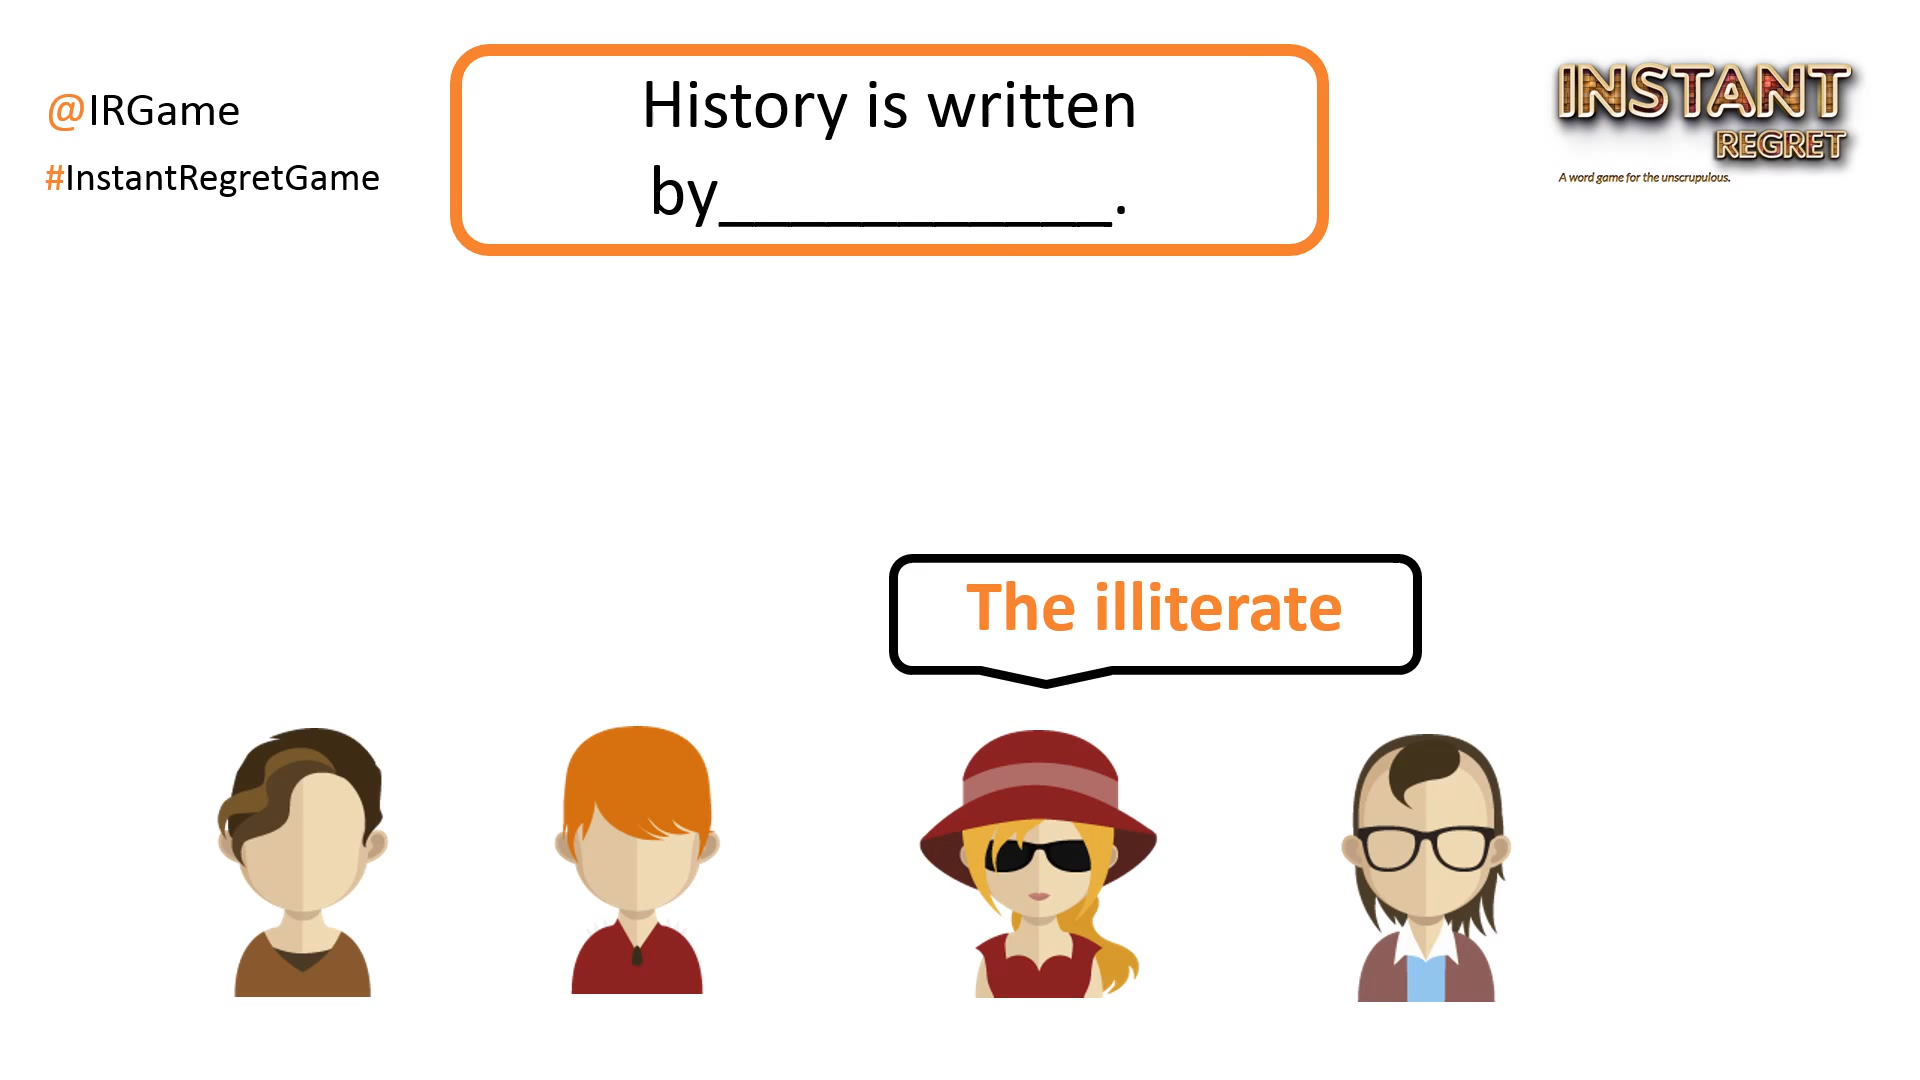 @IRGame
#InstantRegretGame
History is written
by___________.
INSTANT
REGRET
A word game for the unscrupulous.
The illiterate